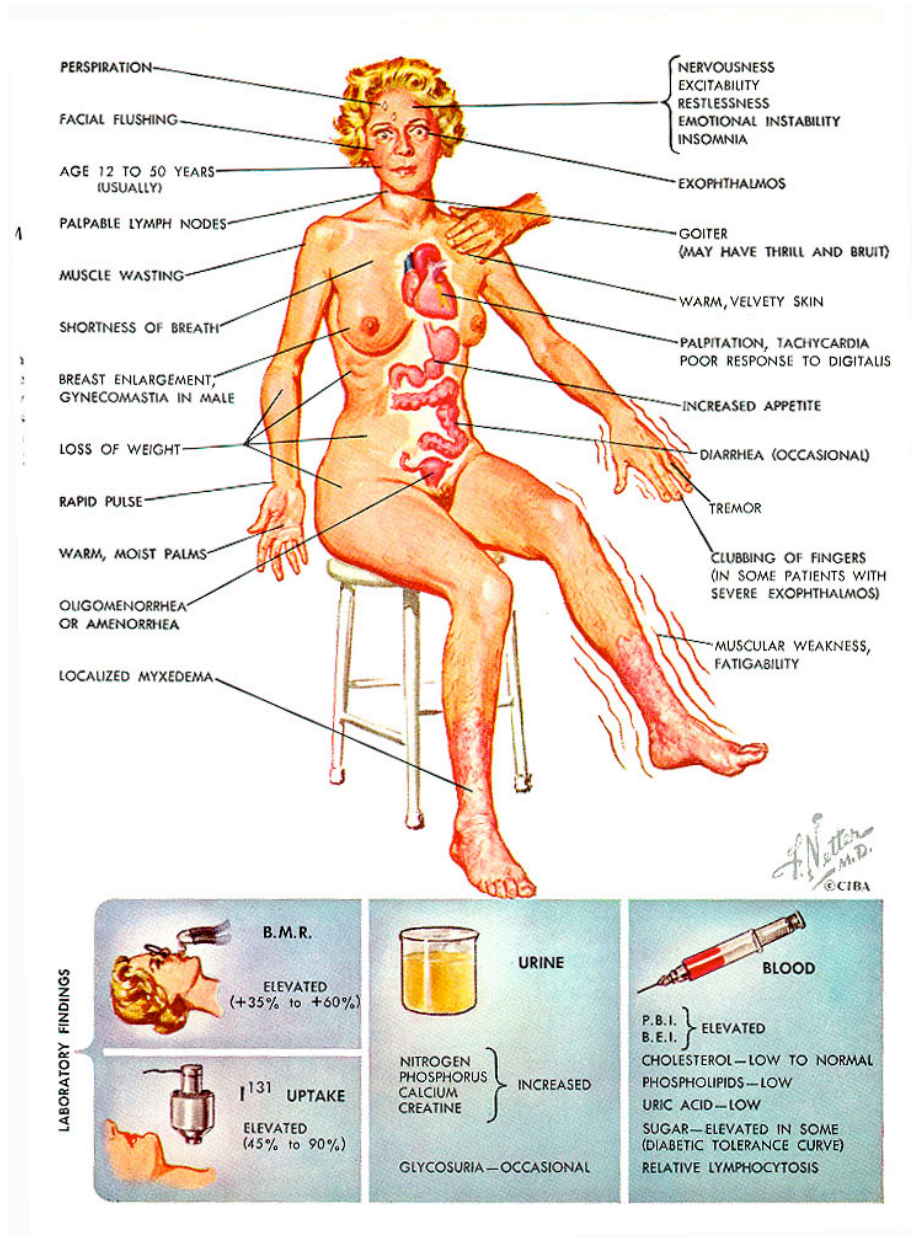 PERSPIRATION
FACIAL FLUSHING
AGE 12 TO 50 YEARS
(USUALLY)
PALPABLE LYMPH NODES
MUSCLE WASTING
SHORTNESS OF BREATH
BREAST ENLARGEMENT,
GYNECOMASTIA IN MALE
LOSS OF WEIGHT
RAPID PULSE
WARM, MOIST PALMS
OLIGOMENORRHEA
OR AMENORRHEA
LOCALIZED MYXEDEMA
NERVOUSNESS
EXCITABILITY
RESTLESSNESS
EMOTIONAL INSTABILITY
INSOMNIA
EXOPHTHALMOS
GOITER
(MAY HAVE THRILL AND BRUIT)
WARM, VELVETY SKIN
PALPITATION, TACHYCARDIA
POOR RESPONSE TO DIGITALIS
INCREASED APPETITE
DIARRHEA (OCCASIONAL)
TREMOR
CLUBBING OF FINGERS
(IN SOME PATIENTS WITH
SEVERE EXOPHTHALMOS)
MUSCULAR WEAKNESS,
FATIGABILITY
F. Netter
M.D.
©CIBA
LABORATORY FINDINGS
B.M.R.
ELEVATED
(+35% to +60%)
I131 UPTAKE
ELEVATED
(45% to 90%)
URINE
NITROGEN
PHOSPHORUS
CALCIUM
CREATINE
INCREASED
GLYCOSURIA—OCCASIONAL
BLOOD
P.B.I.
B.E.I.
ELEVATED
CHOLESTEROL—LOW TO NORMAL
PHOSPHOLIPIDS—LOW
URIC ACID—LOW
SUGAR—ELEVATED IN SOME
(DIABETIC TOLERANCE CURVE)
RELATIVE LYMPHOCYTOSIS